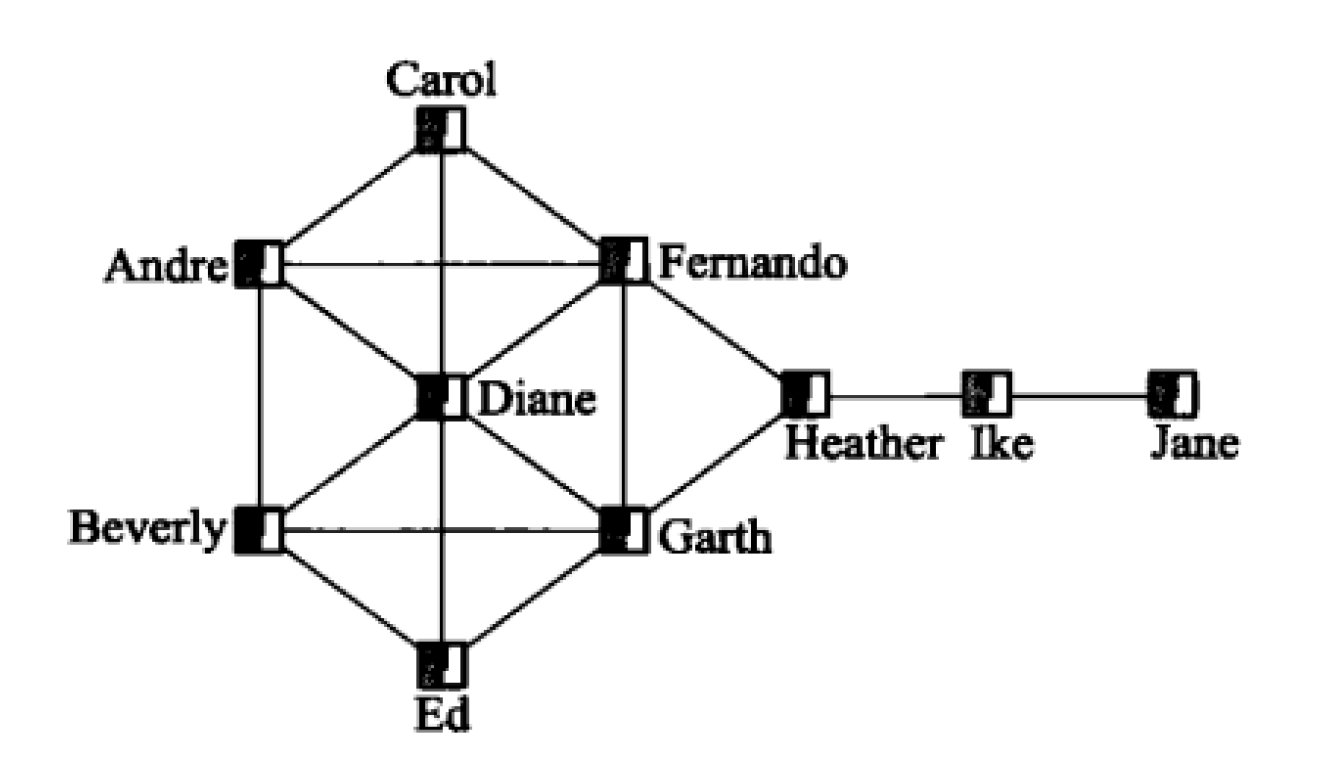 Carol
Andre
Fernando
Diane
Heather
Ike
Jane
Beverly
Garth
Ed